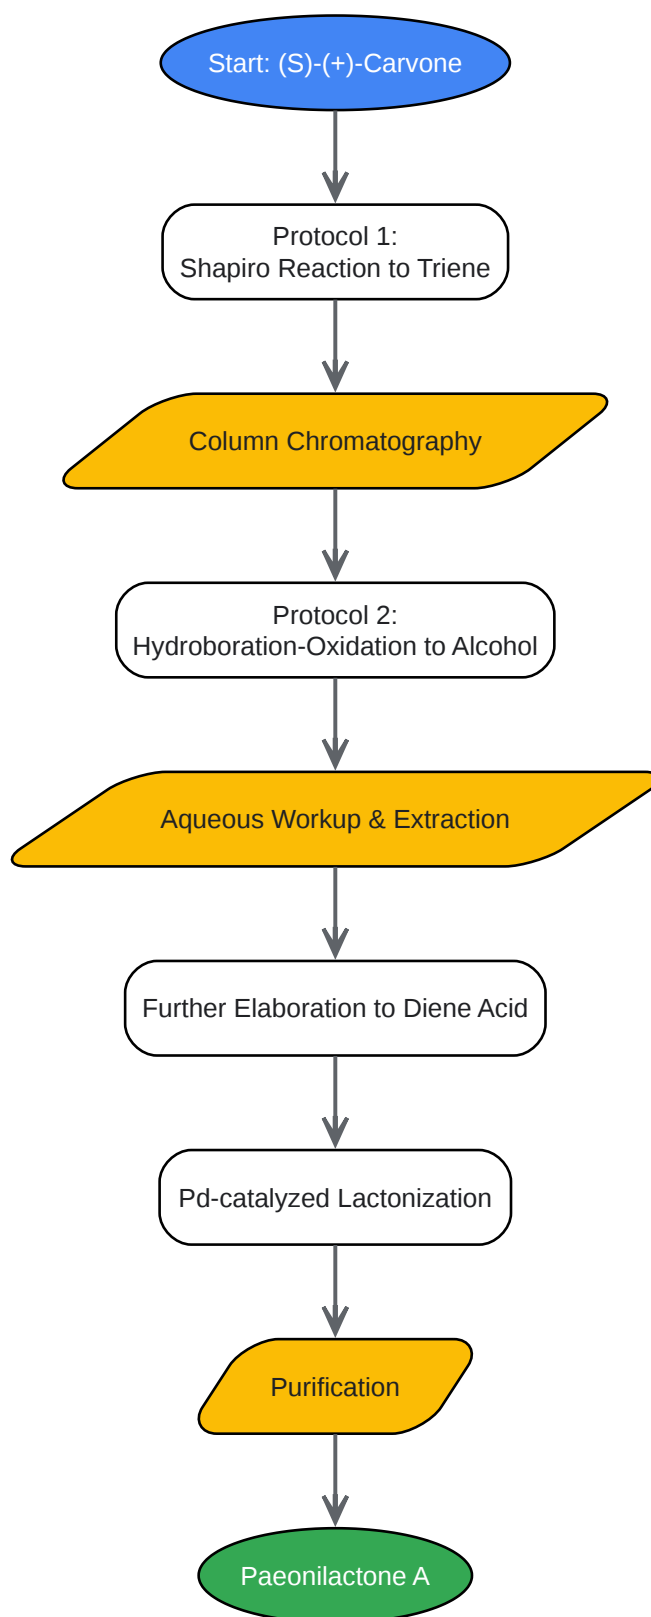 Start: (S)-(+)-Carvone
Protocol 1:
Shapiro Reaction to Triene
Column Chromatography
Protocol 2:
Hydroboration-Oxidation to Alcohol
Aqueous Workup & Extraction
Further Elaboration to Diene Acid
Pd-catalyzed Lactonization
Purification
Paeonilactone A